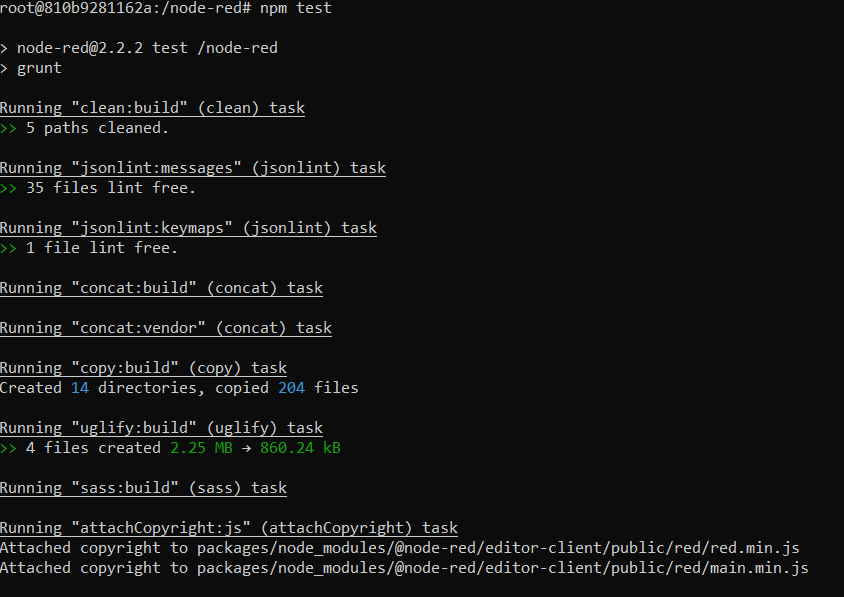 root@810b9281162a:/node-red# npm test
> node-red@2.2.2 test /node-red
> grunt
Running "clean:build" (clean) task
>> 5 paths cleaned.
Running "jsonlint:messages" (jsonlint) task
>> 35 files lint free.
Running "jsonlint:keymaps" (jsonlint) task
>> 1 file lint free.
Running "concat:build" (concat) task
Running "concat:vendor" (concat) task
Running "copy:build" (copy) task
Created 14 directories, copied 204 files
Running "uglify:build" (uglify) task
>> 4 files created 2.25 MB → 860.24 kB
Running "sass:build" (sass) task
Running "attachCopyright:js" (attachCopyright) task
Attached copyright to packages/node_modules/@node-red/editor-client/public/red/red.min.js
Attached copyright to packages/node_modules/@node-red/editor-client/public/red/main.min.js